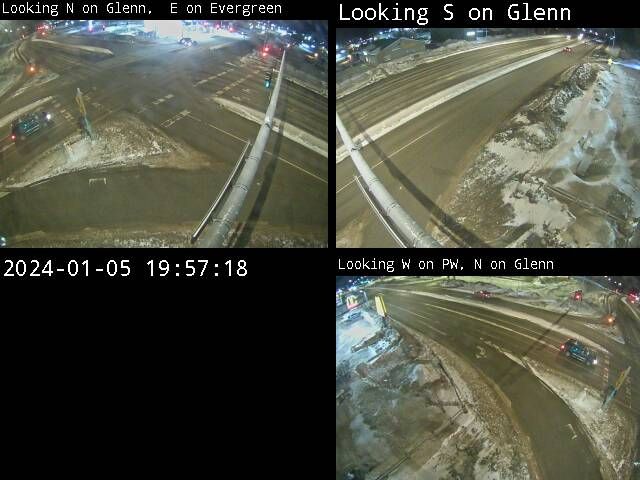 Looking N on Glenn,  E on Evergreen
Looking S on Glenn
2024-01-05 19:57:18
Looking W on PW, N on Glenn